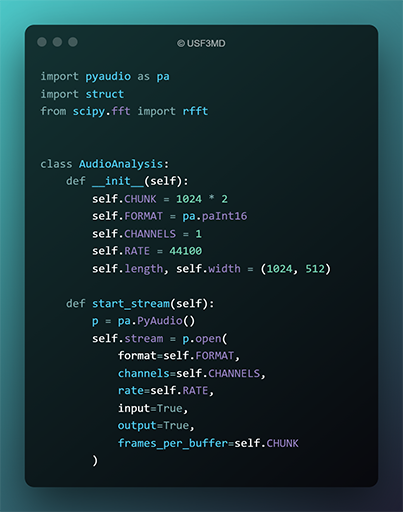 © USF3MD
import pyaudio as pa
import struct
from scipy.fft import rfft
class AudioAnalysis:
    def __init__(self):
        self.CHUNK = 1024 * 2
        self.FORMAT = pa.paInt16
        self.CHANNELS = 1
        self.RATE = 44100
        self.length, self.width = (1024, 512)
    def start_stream(self):
        p = pa.PyAudio()
        self.stream = p.open(
            format=self.FORMAT,
            channels=self.CHANNELS,
            rate=self.RATE,
            input=True,
            output=True,
            frames_per_buffer=self.CHUNK
        )